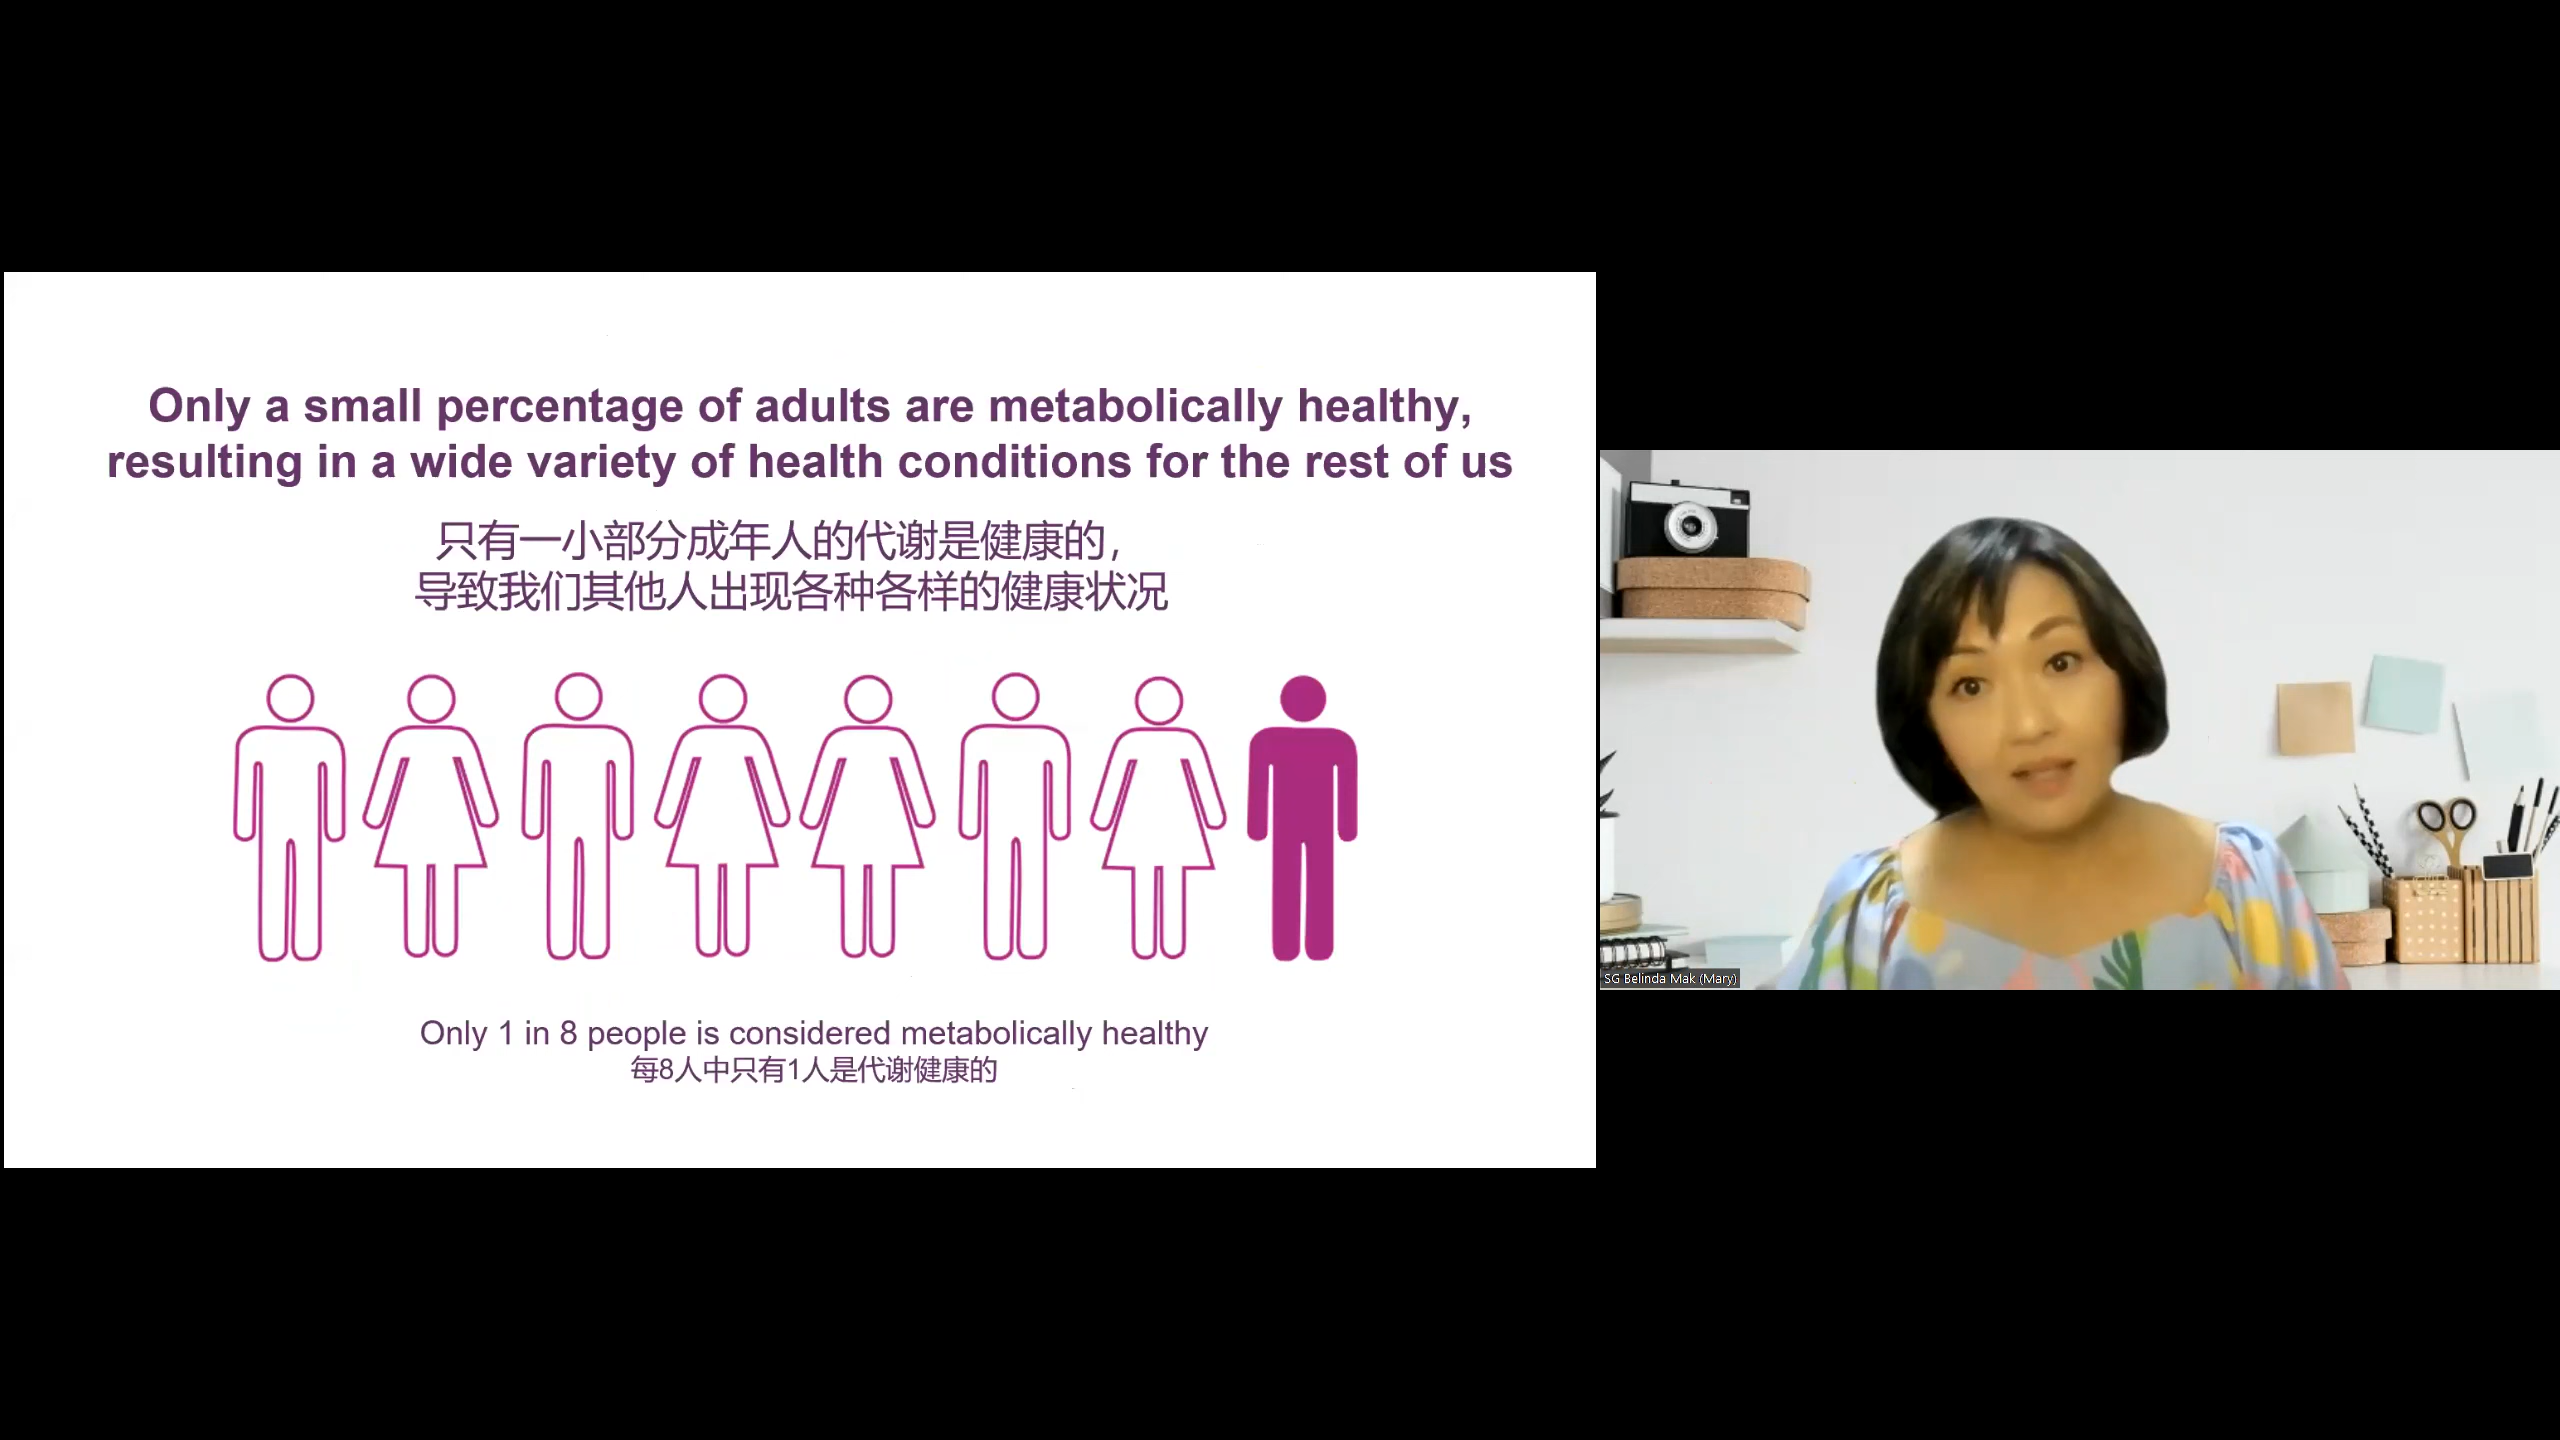 Only a small percentage of adults are metabolically healthy,
resulting in a wide variety of health conditions for the rest of us
只有一小部分成年人的代谢是健康的，
导致我们其他人出现各种各样的健康状况
Only 1 in 8 people is considered metabolically healthy
每8人中只有1人是代谢健康的
SG Belinda Mak (Mary)